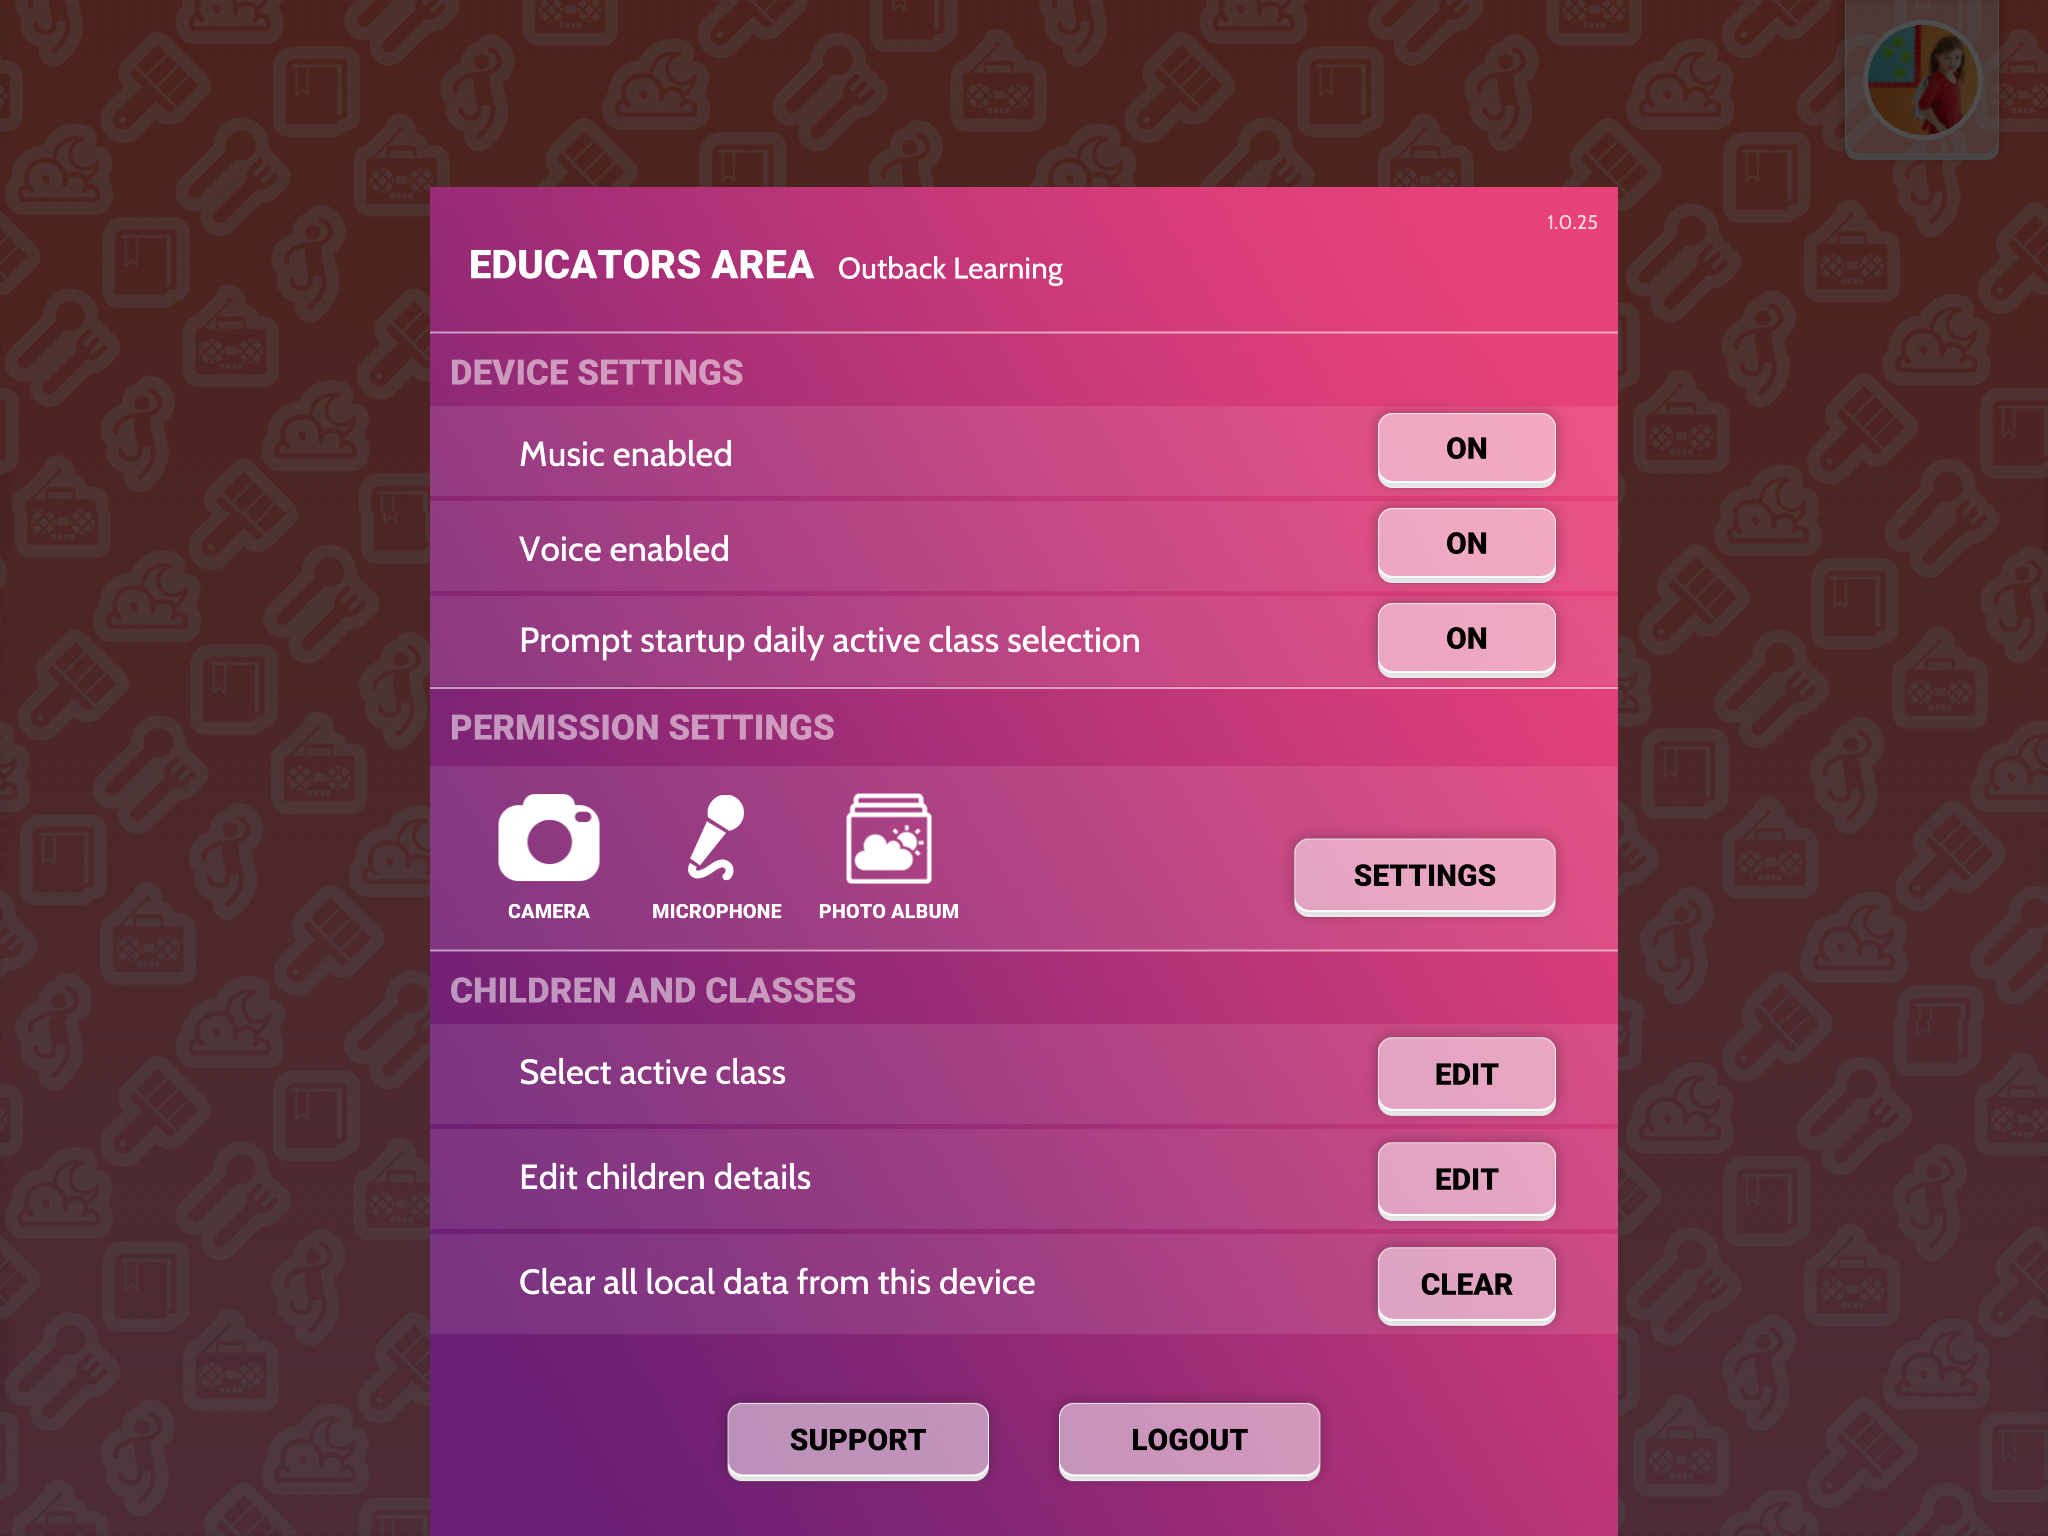 1.0.25
EDUCATORS AREA Outback Learning
DEVICE SETTINGS
Music enabled ON
Voice enabled ON
Prompt startup daily active class selection ON
PERMISSION SETTINGS
CAMERA MICROPHONE PHOTO ALBUM
SETTINGS
CHILDREN AND CLASSES
Select active class EDIT
Edit children details EDIT
Clear all local data from this device CLEAR
SUPPORT LOGOUT